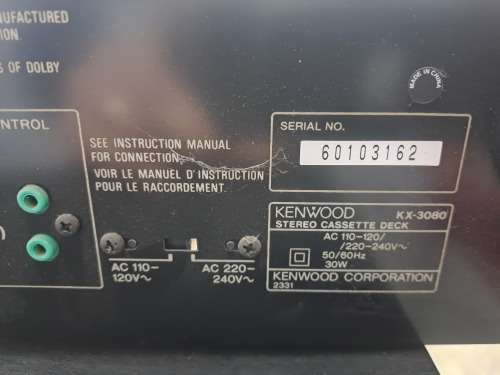 NUFACTURED
ION.
S OF DOLBY
CONTROL
MADE IN CHINA
SEE INSTRUCTION MANUAL
FOR CONNECTION.
VOIR LE MANUEL D'INSTRUCTION
POUR LE RACCORDEMENT.
AC 110-
120V~
AC 220-
240V~
SERIAL NO.
60103162
KENWOOD KX-3080
STEREO CASSETTE DECK
AC 110-120/
/220-240V~
50/60Hz
30W
KENWOOD CORPORATION
2331